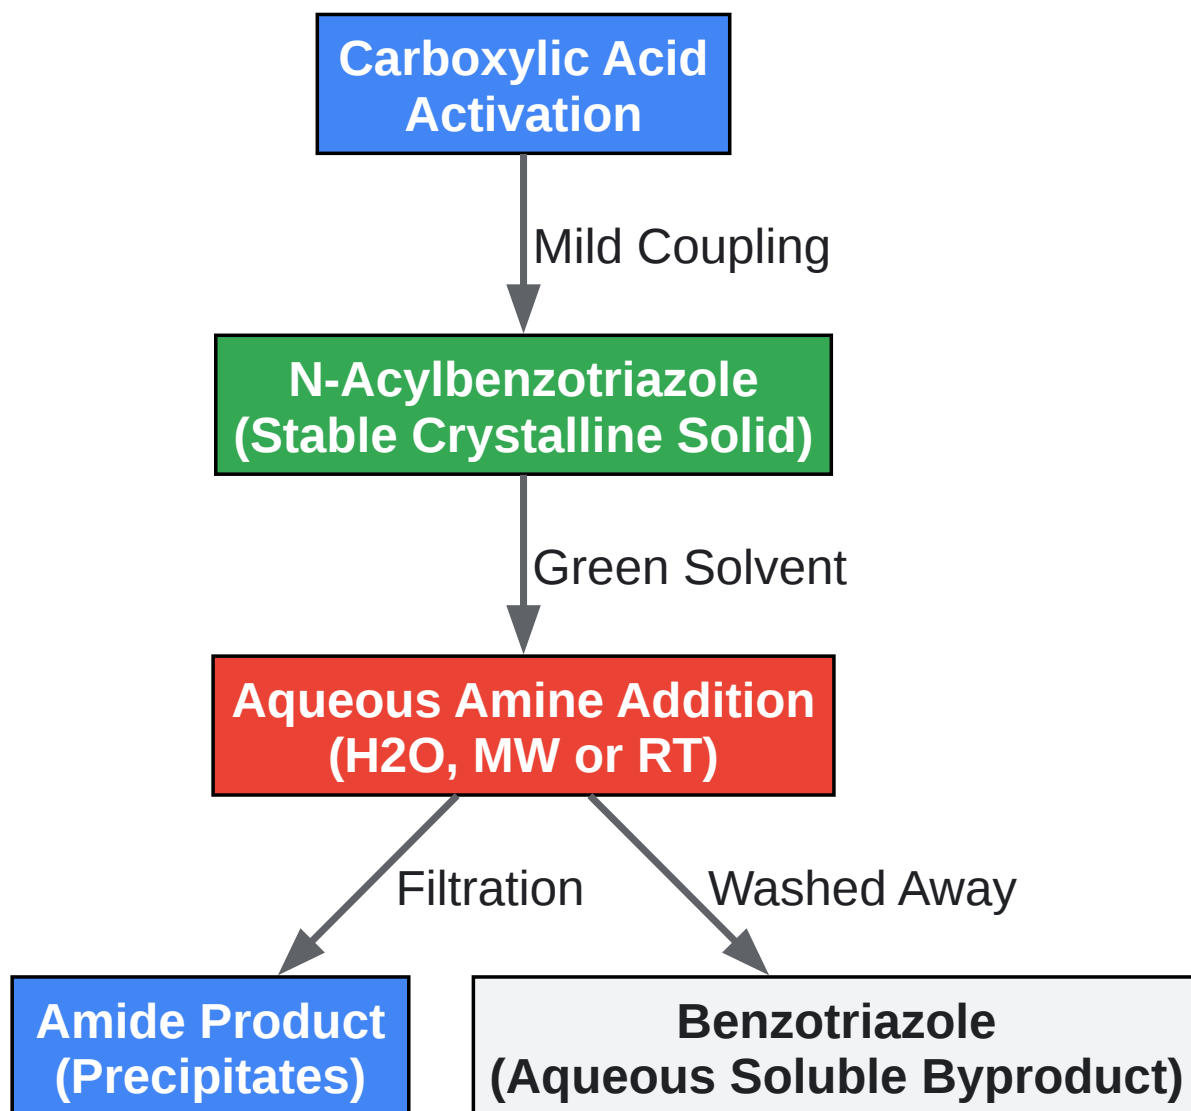 Carboxylic Acid
Activation
Mild Coupling
N-Acylbenzotriazole
(Stable Crystalline Solid)
Green Solvent
Aqueous Amine Addition
(H2O, MW or RT)
Filtration
Washed Away
Amide Product
(Precipitates)
Benzotriazole
(Aqueous Soluble Byproduct)